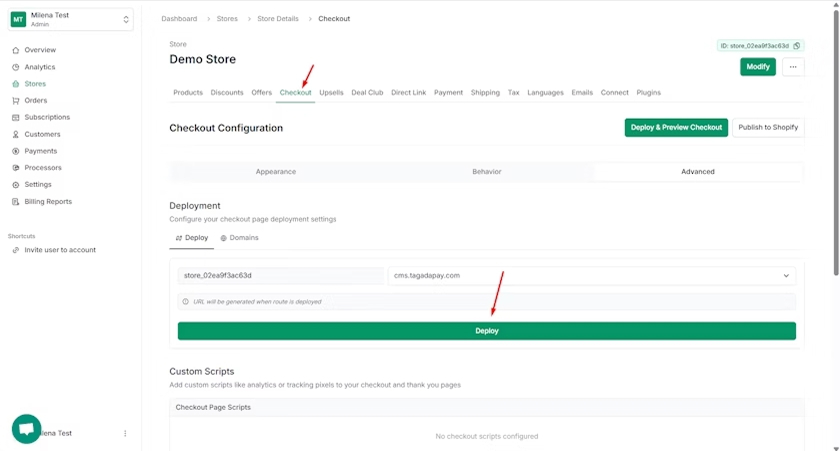 MT
Milena Test
Admin
Overview
Analytics
Stores
Orders
Subscriptions
Customers
Payments
Processors
Settings
Billing Reports
Shortcuts
Invite user to account
lena Test
Dashboard > Stores > Store Details > Checkout
Store
ID: store_02ea9f3ac63d
Demo Store
Modify
...
Products Discounts Offers Checkout Upsells Deal Club Direct Link Payment Shipping Tax Languages Emails Connect Plugins
Checkout Configuration
Deploy & Preview Checkout
Publish to Shopify
Appearance Behavior Advanced
Deployment
Configure your checkout page deployment settings
Deploy Domains
store_02ea9f3ac63d cms.tagadapay.com
URL will be generated when route is deployed
Deploy
Custom Scripts
Add custom scripts like analytics or tracking pixels to your checkout and thank you pages
Checkout Page Scripts
No checkout scripts configured